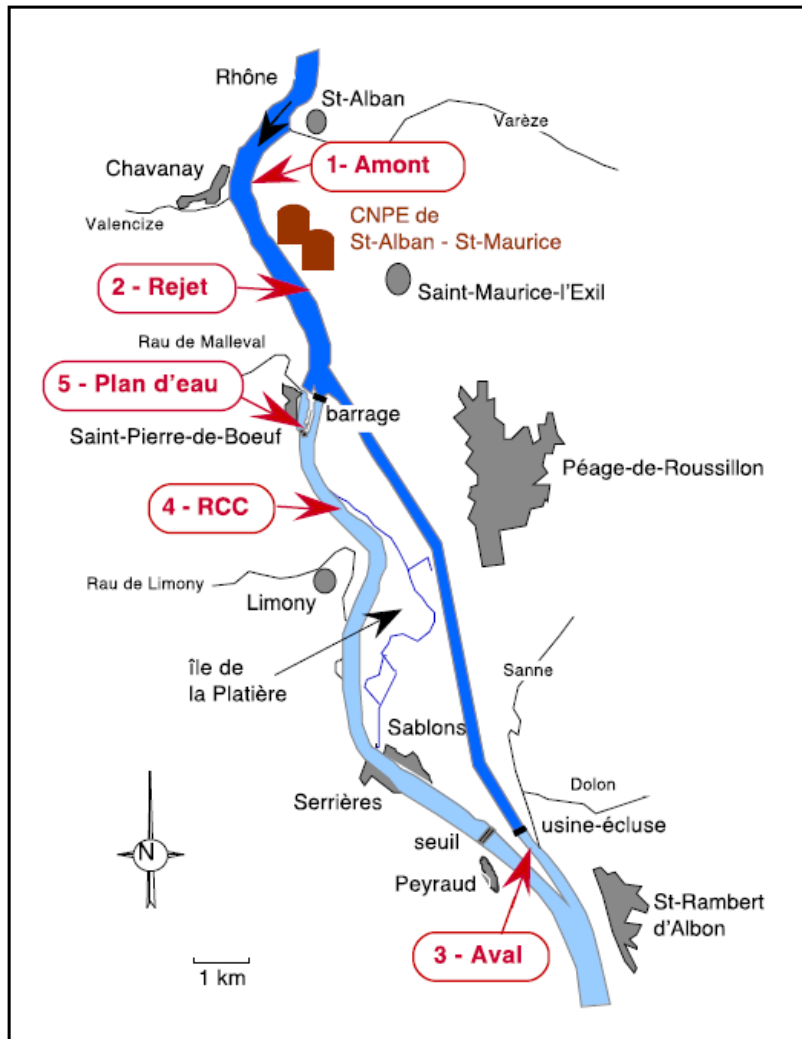 Rhône
St-Alban
Varèze
1- Amont
Chavanay
Valencize
CNPE de
St-Alban - St-Maurice
2 - Rejet
Saint-Maurice-l'Exil
Rau de Malleval
5 - Plan d'eau
barrage
Saint-Pierre-de-Boeuf
Péage-de-Roussillon
4 - RCC
Rau de Limony
Limony
île de
la Platière
Sanne
Sablons
Dolon
Serrières
usine-écluse
seuil
Peyraud
St-Rambert
d'Albon
N
3 - Aval
1 km